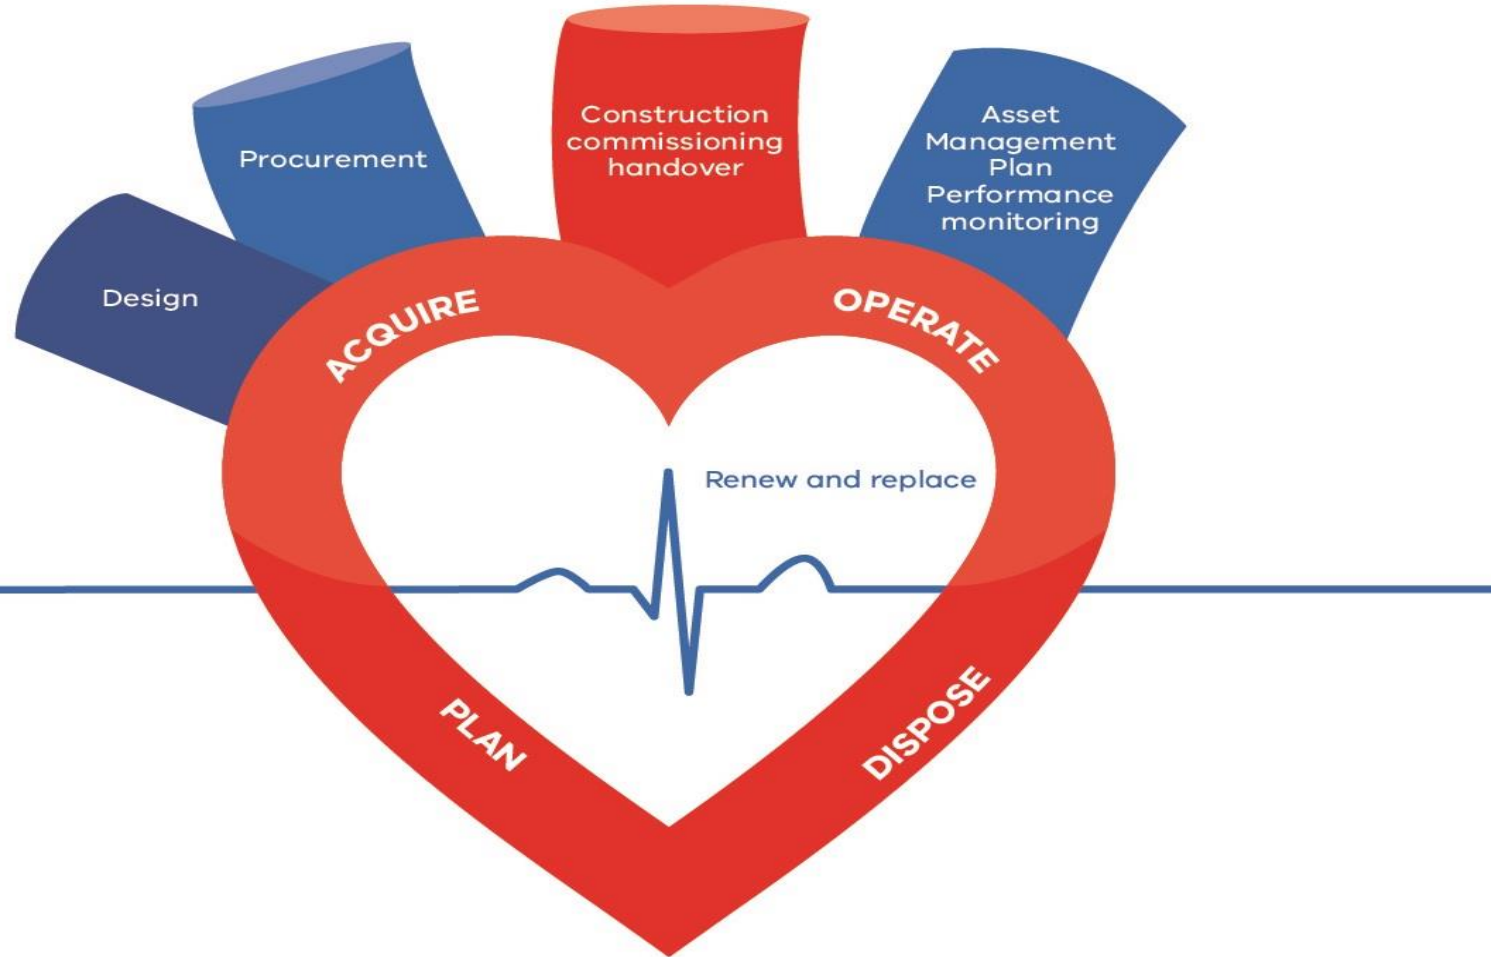 Construction
commissioning
handover
Procurement
Asset
Management
Plan
Performance
monitoring
Design
ACQUIRE
OPERATE
Renew and replace
PLAN
DISPOSE